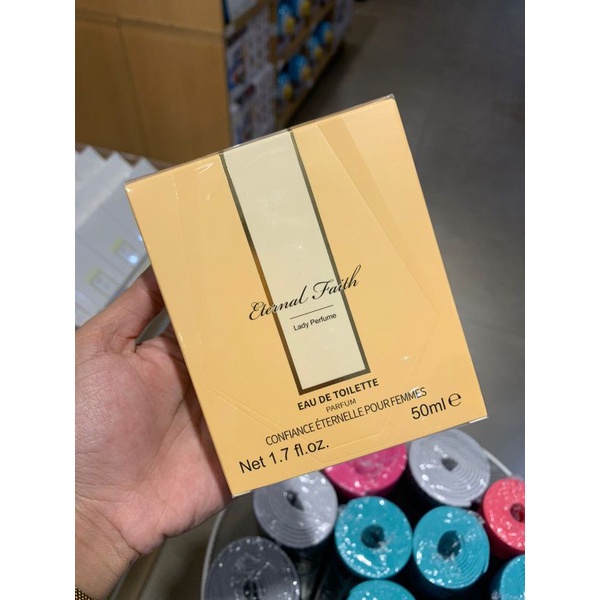 Eternal Faith
Lady Perfume
EAU DE TOILETTE
PARFUM
CONFIANCE ÉTERNELLE POUR FEMMES
Net 1.7 fl.oz.
50ml℮